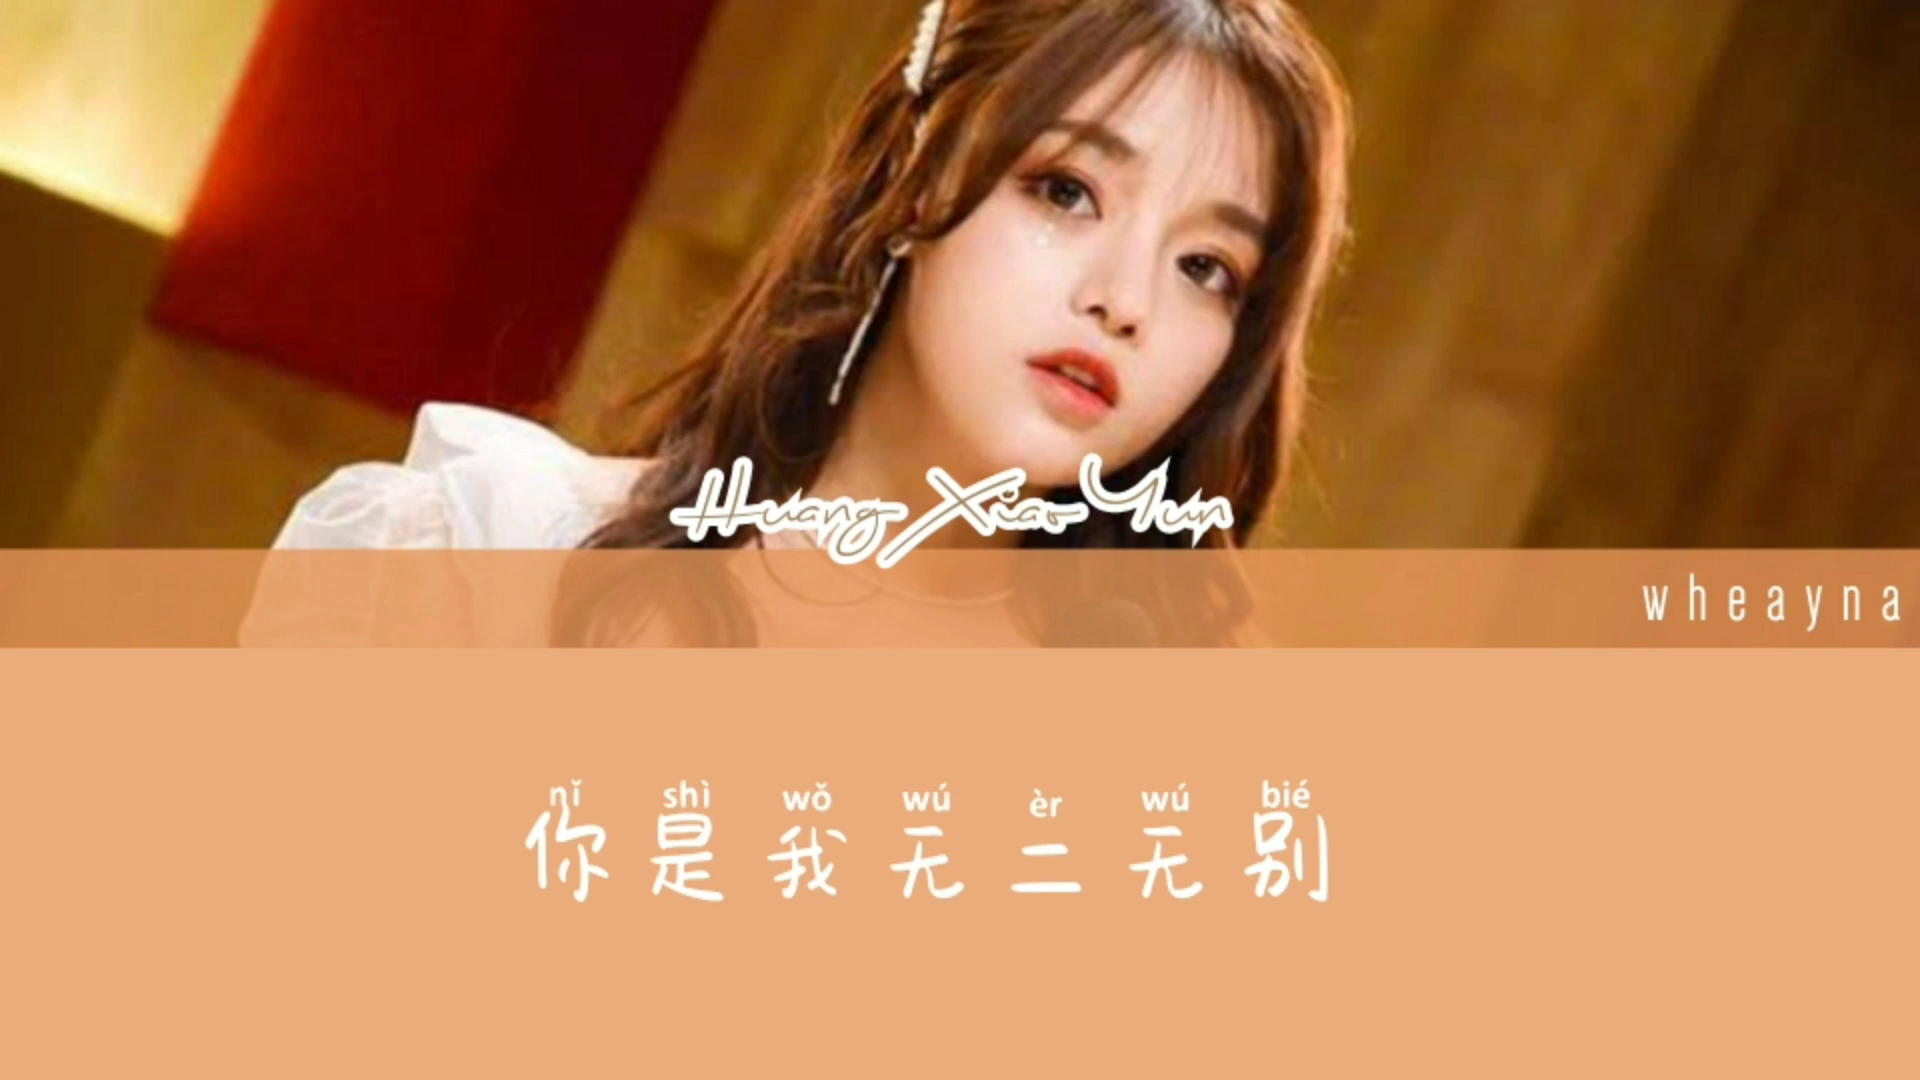 Huang Xiao Yun
wheayna
nǐ shì wǒ wú èr wú bié
你是我无二无别